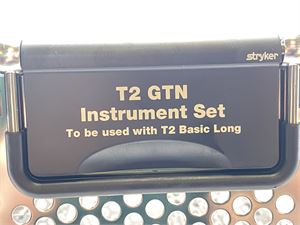 stryker
T2 GTN
Instrument Set
To be used with T2 Basic Long